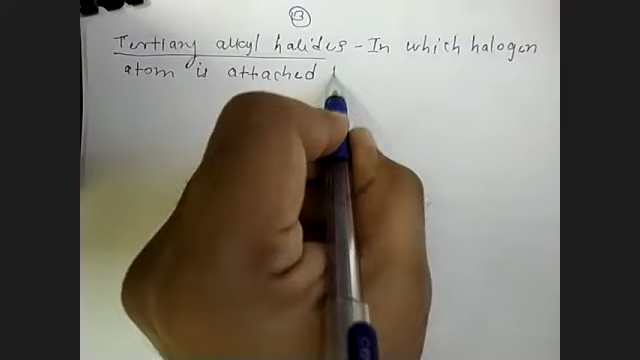 13
Tertiary alkyl halides - In which halogen
atom is attached